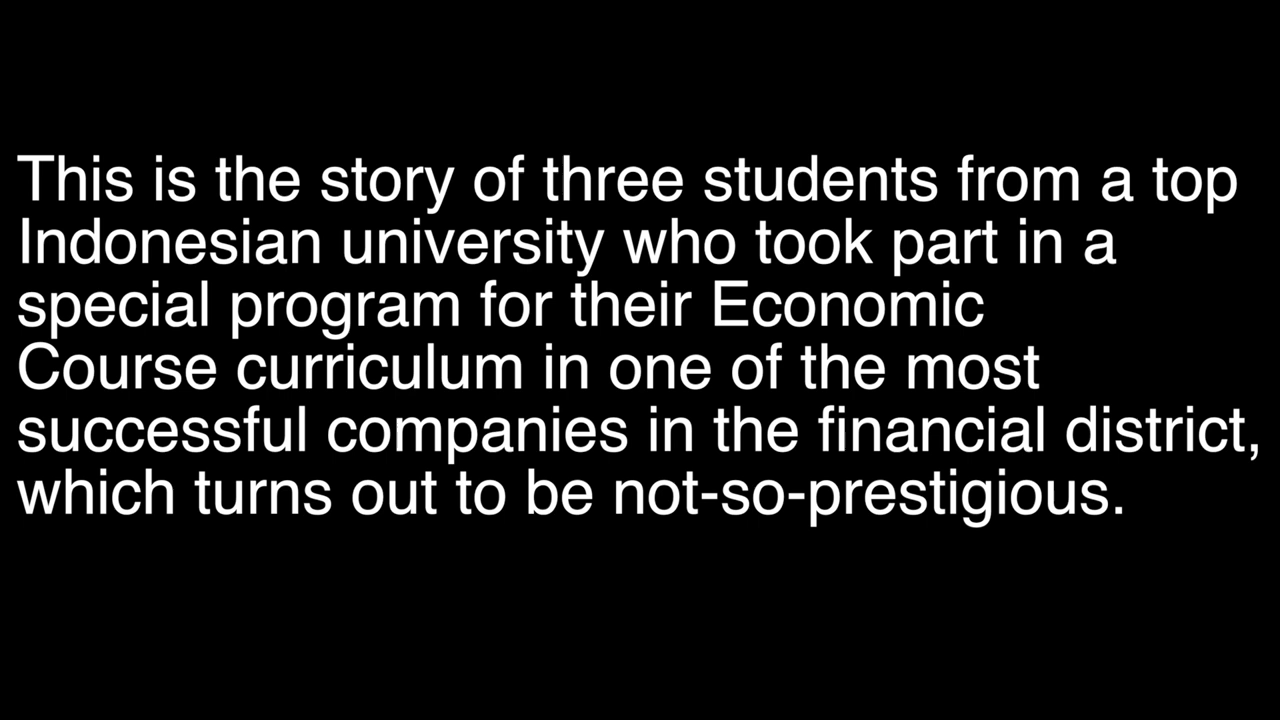 This is the story of three students from a top
Indonesian university who took part in a
special program for their Economic
Course curriculum in one of the most
successful companies in the financial district,
which turns out to be not-so-prestigious.